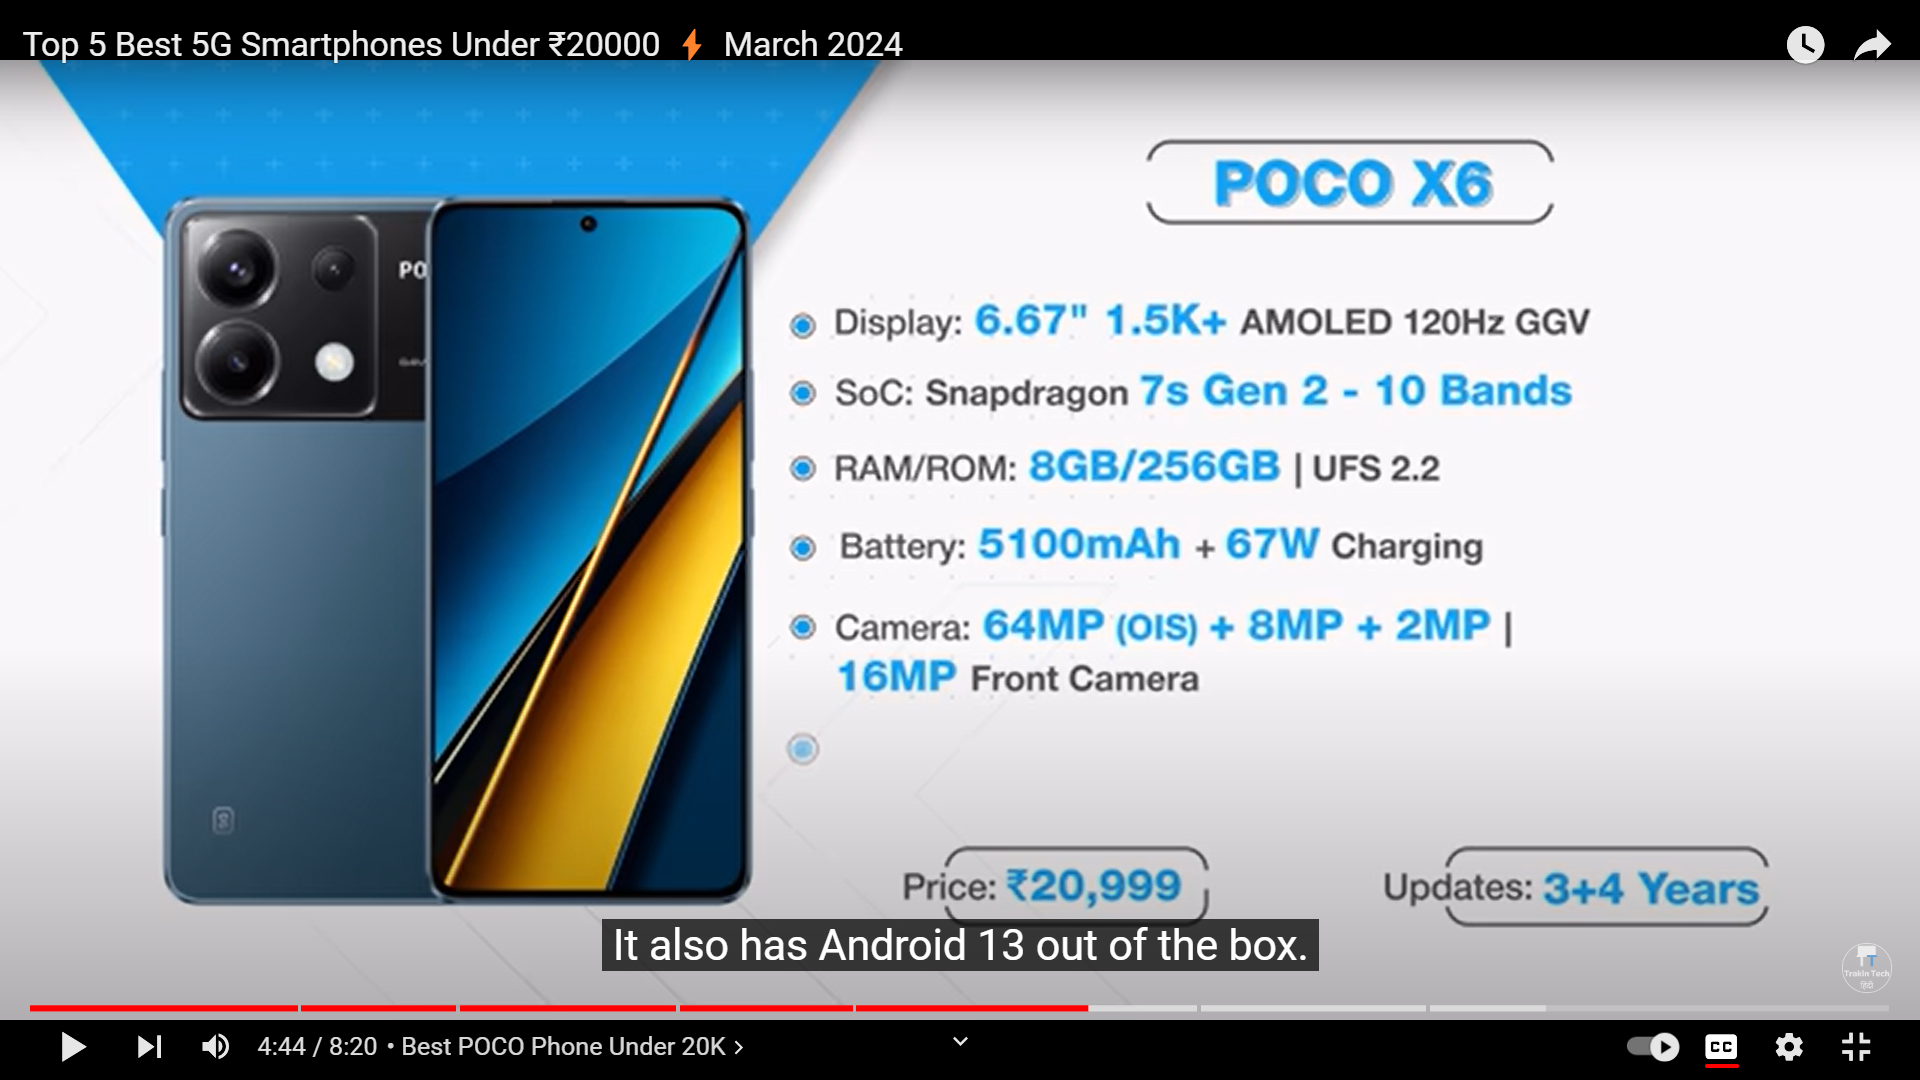 Top 5 Best 5G Smartphones Under ₹20000 ⚡ March 2024
POCO X6
PO
Display: 6.67" 1.5K+ AMOLED 120Hz GGV
SoC: Snapdragon 7s Gen 2 - 10 Bands
RAM/ROM: 8GB/256GB | UFS 2.2
Battery: 5100mAh + 67W Charging
Camera: 64MP (OIS) + 8MP + 2MP |
16MP Front Camera
Price: ₹20,999
Updates: 3+4 Years
It also has Android 13 out of the box.
TT
Trakin Tech
हिंदी
4:44 / 8:20 • Best POCO Phone Under 20K >
CC